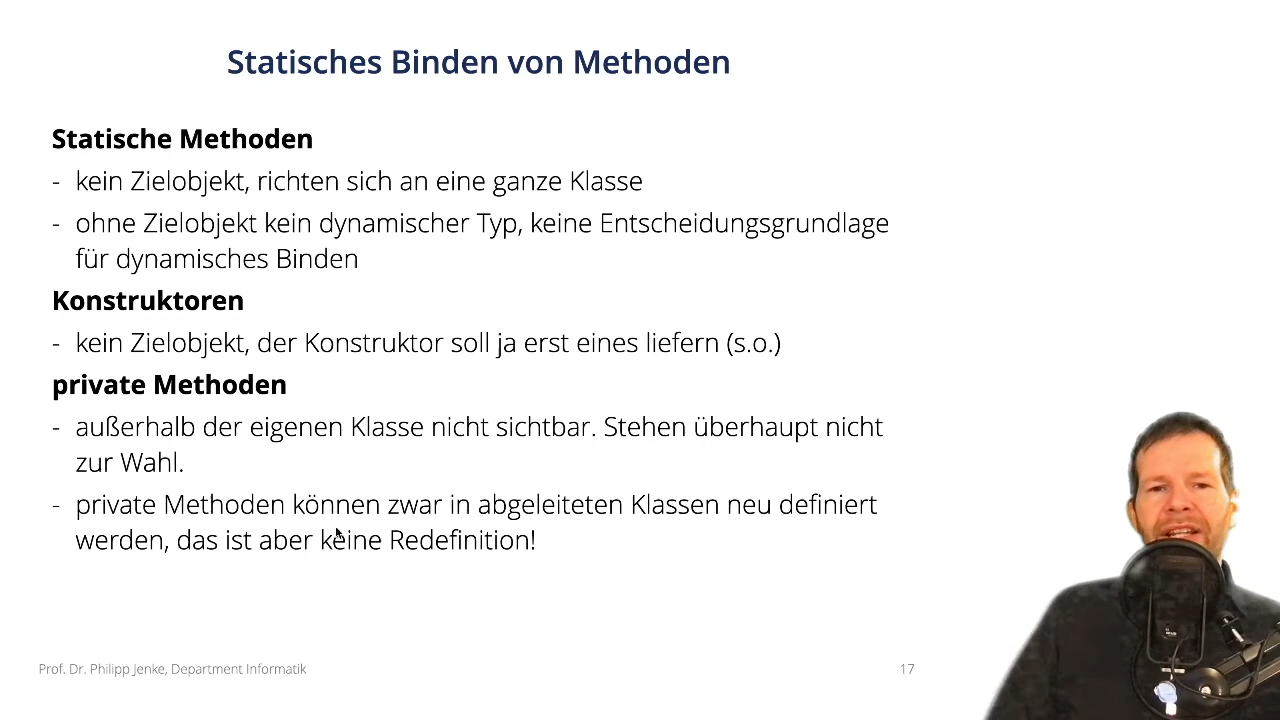 Statisches Binden von Methoden
Statische Methoden
- kein Zielobjekt, richten sich an eine ganze Klasse
- ohne Zielobjekt kein dynamischer Typ, keine Entscheidungsgrundlage
für dynamisches Binden
Konstruktoren
- kein Zielobjekt, der Konstruktor soll ja erst eines liefern (s.o.)
private Methoden
- außerhalb der eigenen Klasse nicht sichtbar. Stehen überhaupt nicht
zur Wahl.
- private Methoden können zwar in abgeleiteten Klassen neu definiert
werden, das ist aber keine Redefinition!
Prof. Dr. Philipp Jenke, Department Informatik
17